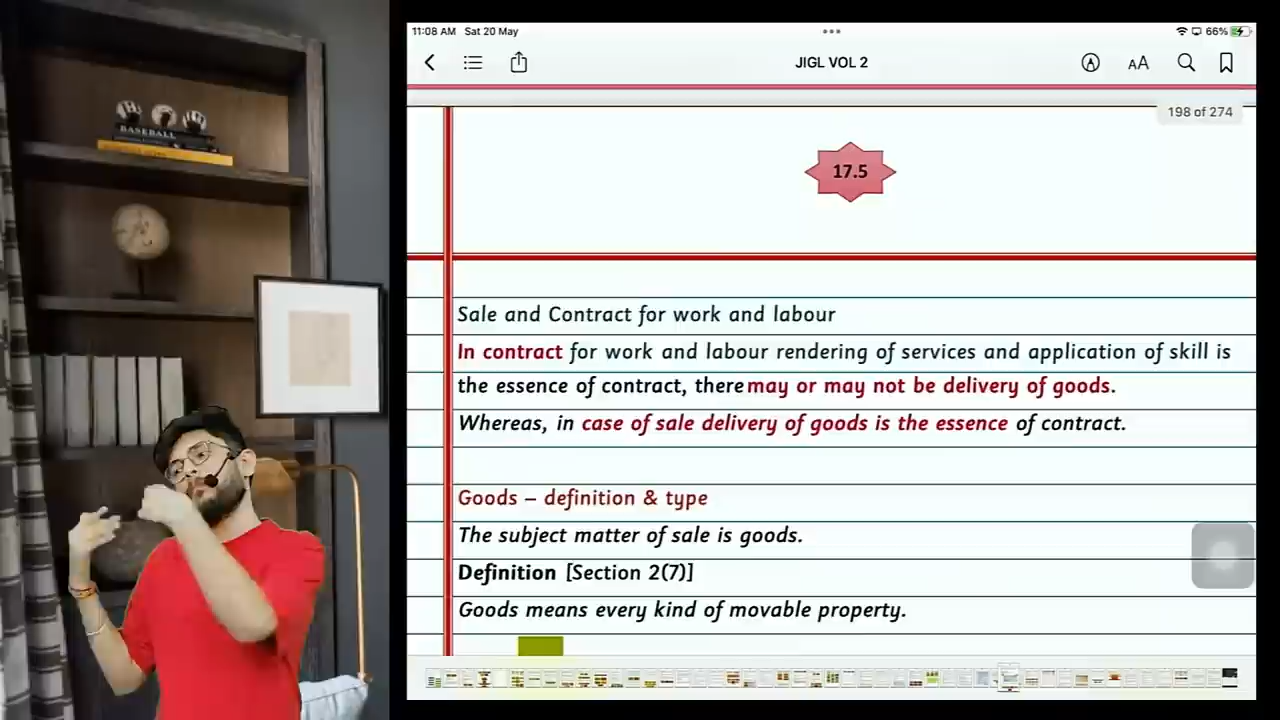 BASEBALL
11:08 AM Sat 20 May
66%
JIGL VOL 2
AA
198 of 274
17.5
Sale and Contract for work and labour
In contract for work and labour rendering of services and application of skill is
the essence of contract, there may or may not be delivery of goods.
Whereas, in case of sale delivery of goods is the essence of contract.
Goods – definition & type
The subject matter of sale is goods.
Definition [Section 2(7)]
Goods means every kind of movable property.